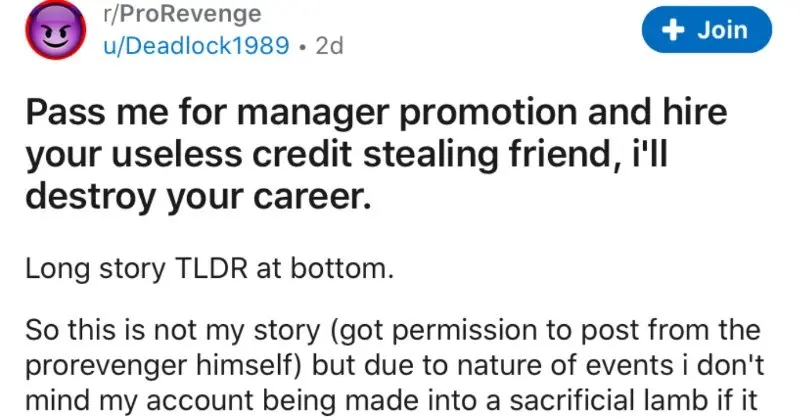 r/ProRevenge
u/Deadlock1989 • 2d
+ Join
Pass me for manager promotion and hire
your useless credit stealing friend, i'll
destroy your career.
Long story TLDR at bottom.
So this is not my story (got permission to post from the
prorevenger himself) but due to nature of events i don't
mind my account being made into a sacrificial lamb if it